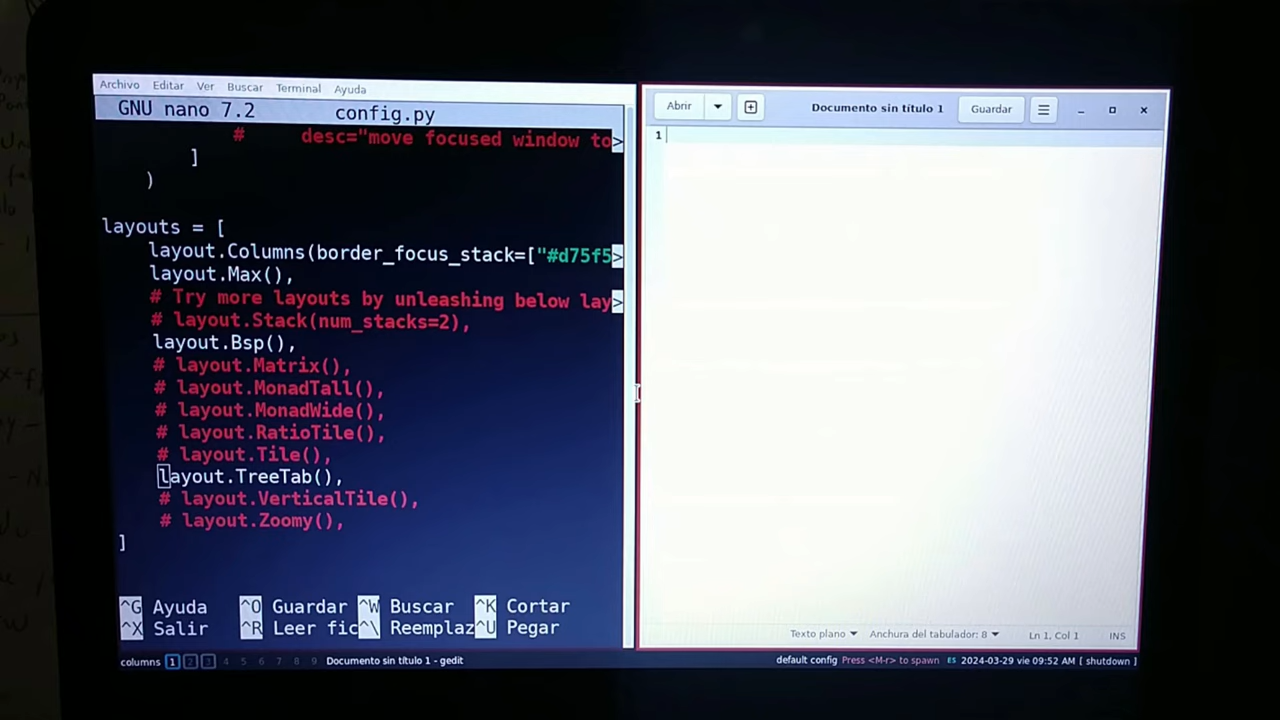 Archivo Editar Ver Buscar Terminal Ayuda
GNU nano 7.2 config.py
# desc="move focused window to>
]
)
layouts = [
layout.Columns(border_focus_stack=["#d75f5>
layout.Max(),
# Try more layouts by unleashing below lay>
# layout.Stack(num_stacks=2),
layout.Bsp(),
# layout.Matrix(),
# layout.MonadTall(),
# layout.MonadWide(),
# layout.RatioTile(),
# layout.Tile(),
layout.TreeTab(),
# layout.VerticalTile(),
# layout.Zoomy(),
]
^G Ayuda ^O Guardar ^W Buscar ^K Cortar
^X Salir ^R Leer fic^\ Reemplaz^U Pegar
Abrir Documento sin título 1 Guardar
1
Texto plano Anchura del tabulador: 8 Ln 1, Col 1 INS
columns 1 2 3 4 5 6 7 8 9 Documento sin título 1 - gedit default config Press <M-r> to spawn ES 2024-03-29 vie 09:52 AM [ shutdown ]